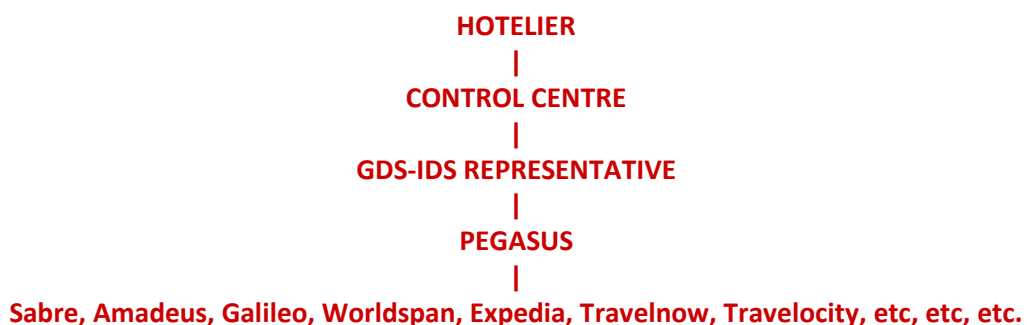 HOTELIER
|
CONTROL CENTRE
|
GDS-IDS REPRESENTATIVE
|
PEGASUS
|
Sabre, Amadeus, Galileo, Worldspan, Expedia, Travelnow, Travelocity, etc, etc, etc.